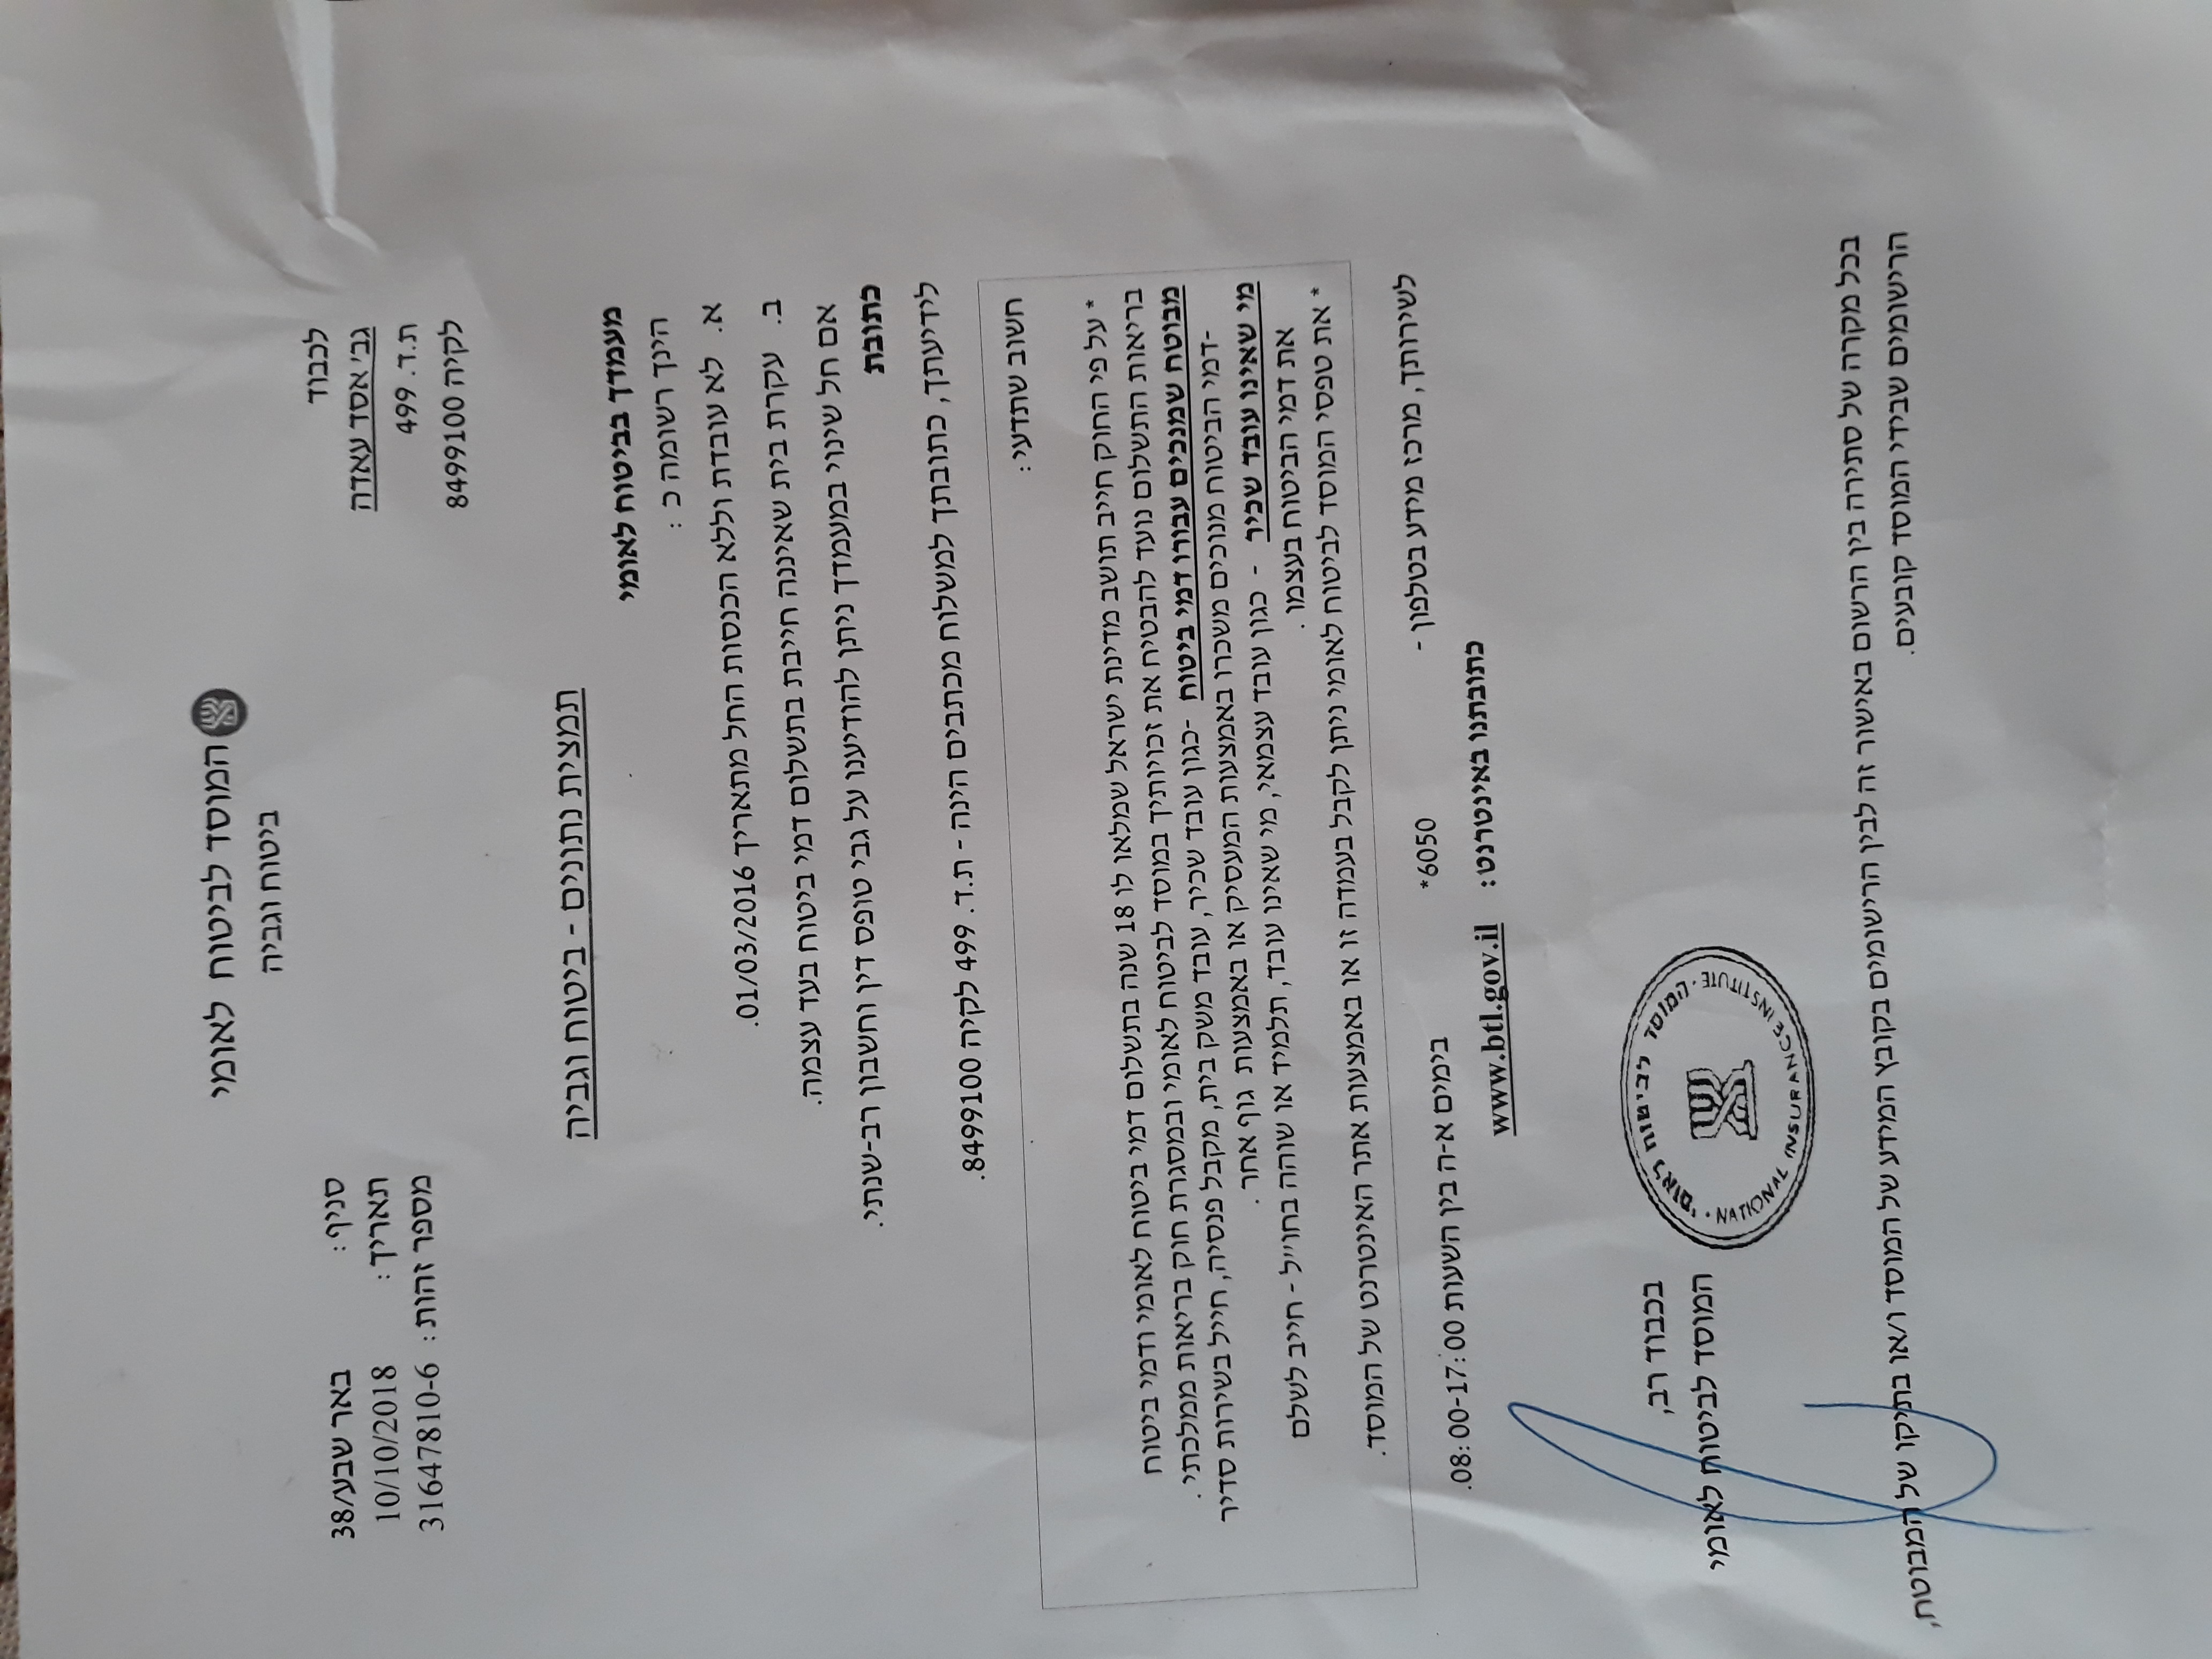 המוסד לביטוח לאומי
ביטוח וגביה
לכבוד
גב' אסד עאדה
ת.ד. 499
לקיה 8499100
סניף: באר שבע/38
תאריך: 10/10/2018
מספר זהות: 31647810-6
תמצית נתונים - ביטוח וגביה
מעמדך בביטוח לאומי
הינך רשומה כ :
א. לא עובדת וללא הכנסות החל מתאריך 01/03/2016.
ב. עקרת בית שאיננה חייבת בתשלום דמי ביטוח בעד עצמה.
אם חל שינוי במעמדך ניתן להודיענו על גבי טופס דין וחשבון רב-שנתי.
כתובת
לידיעתך, כתובתך למשלוח מכתבים הינה - ת.ד. 499 לקיה 8499100.
חשוב שתדעי:
* על פי החוק חייב תושב מדינת ישראל שמלאו לו 18 שנה בתשלום דמי ביטוח לאומי ודמי ביטוח
בריאות התשלום נועד להבטיח את זכויותיך במוסד לביטוח לאומי ובמסגרת חוק בריאות ממלכתי .
מבוטח שמנכים עבורו דמי ביטוח -כגון עובד שכיר, עובד משק בית, מקבל פנסיה, חייל בשירות סדיר
-דמי הביטוח מנוכים משכרו באמצעות המעסיק או באמצעות גוף אחר .
מי שאינו עובד שכיר - כגון עובד עצמאי, מי שאינו עובד, תלמיד או שוהה בחו"ל - חייב לשלם
את דמי הביטוח בעצמו .
* את טפסי המוסד לביטוח לאומי ניתן לקבל בעמדה זו או באמצעות אתר האינטרנט של המוסד.
לשירותך, מרכז מידע בטלפון - *6050 בימים א-ה בין השעות 08:00-17:00.
כתובתנו באינטרנט: www.btl.gov.il
בכבוד רב,
המוסד לביטוח לאומי
המוסד לביטוח לאומי
NATIONAL INSURANCE INSTITUTE
בכל מקרה של סתירה בין הרשום באישור זה לבין הרישומים בקובץ המידע של המוסד ו/או בתיקו של המבוטח,
הרישומים שבידי המוסד קובעים.